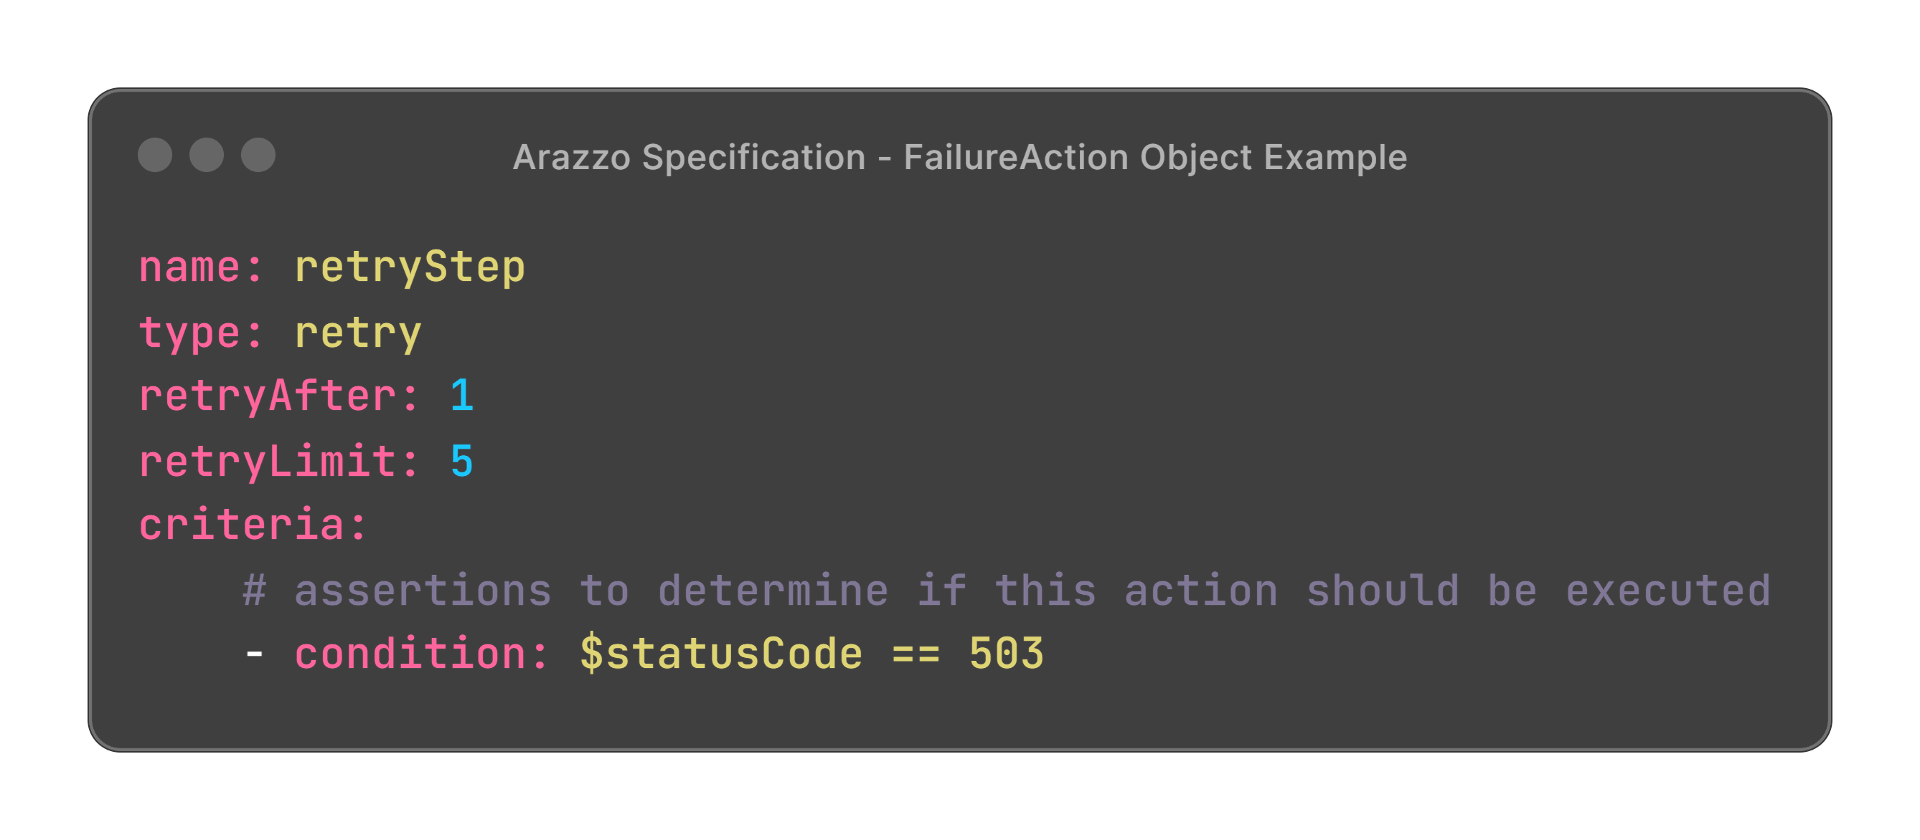 Arazzo Specification - FailureAction Object Example
name: retryStep
type: retry
retryAfter: 1
retryLimit: 5
criteria:
    # assertions to determine if this action should be executed
    - condition: $statusCode == 503